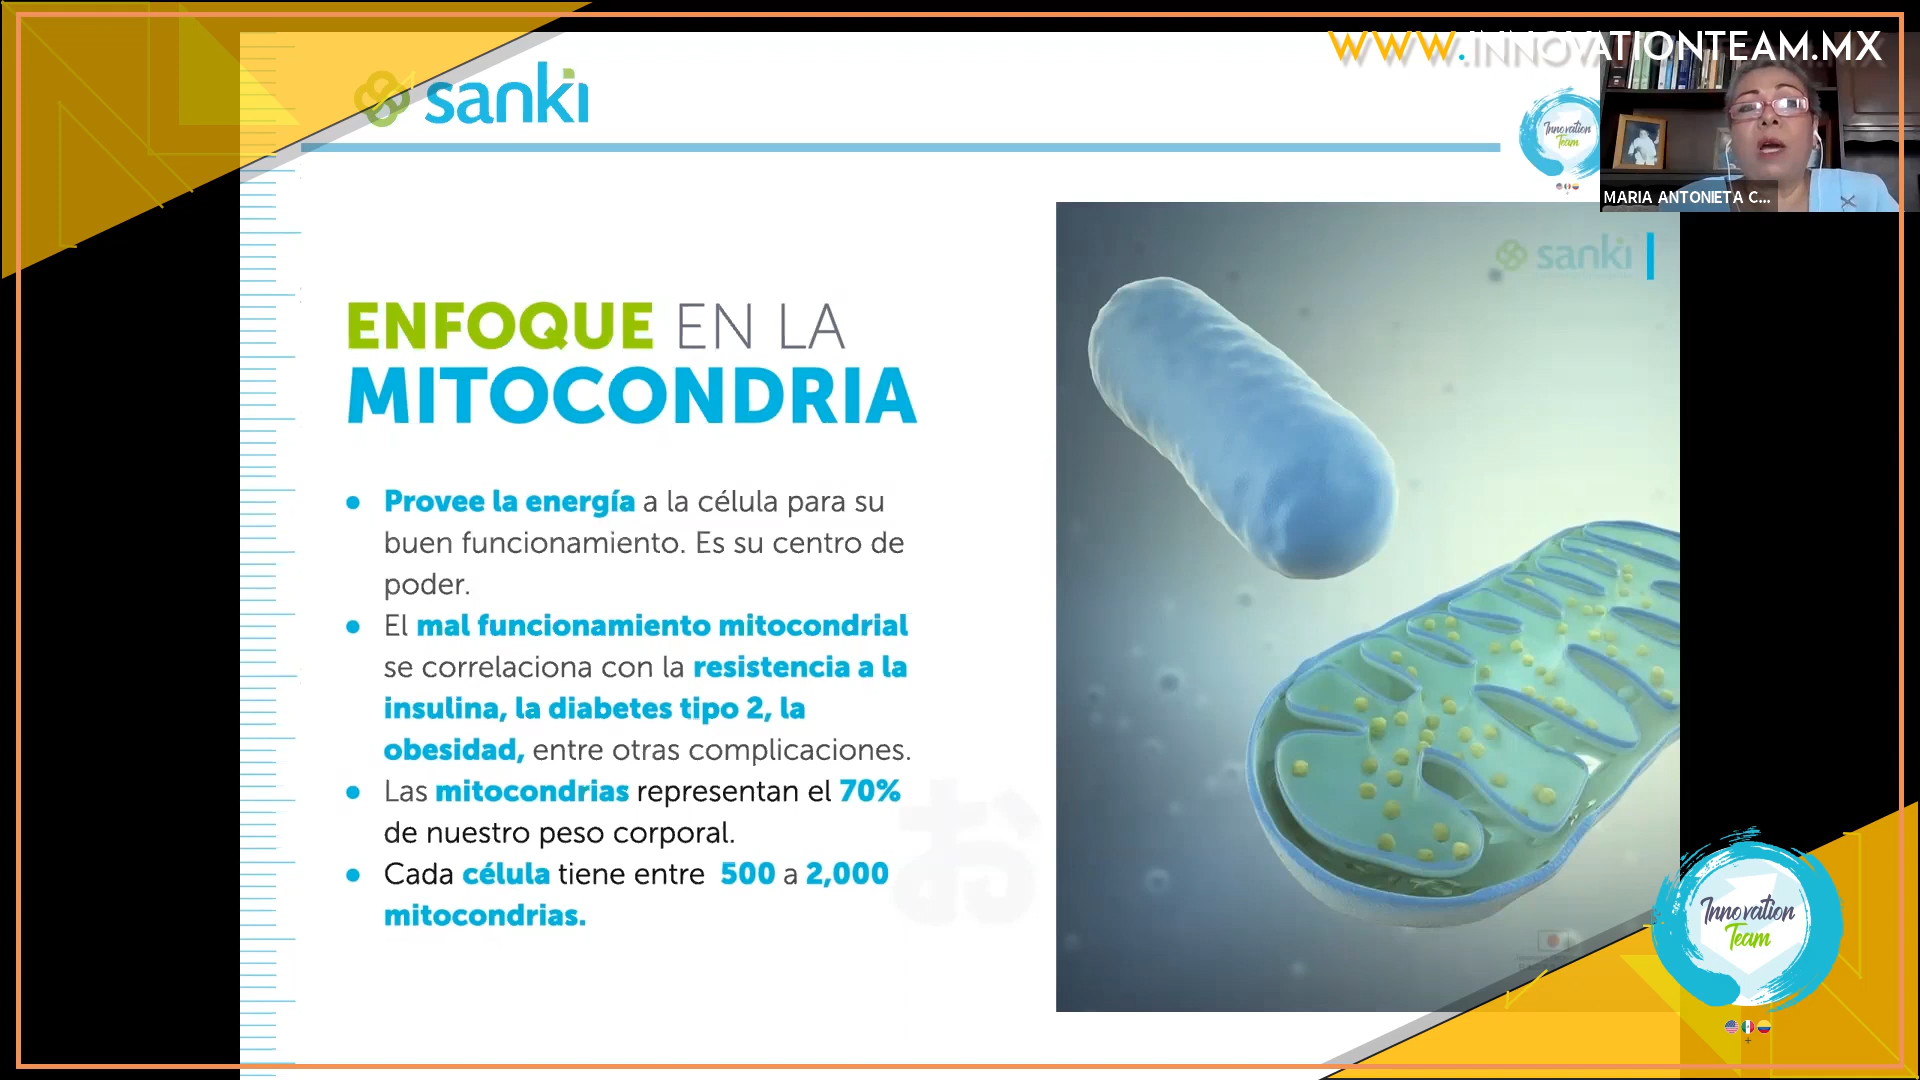 WWW.INNOVATIONTEAM.MX
sanki
Innovation
Team
MARIA ANTONIETA C...
sanki
ENFOQUE EN LA
MITOCONDRIA
● Provee la energía a la célula para su
buen funcionamiento. Es su centro de
poder.
● El mal funcionamiento mitocondrial
se correlaciona con la resistencia a la
insulina, la diabetes tipo 2, la
obesidad, entre otras complicaciones.
● Las mitocondrias representan el 70%
de nuestro peso corporal.
● Cada célula tiene entre 500 a 2,000
mitocondrias.
お
Innovation
Team
+